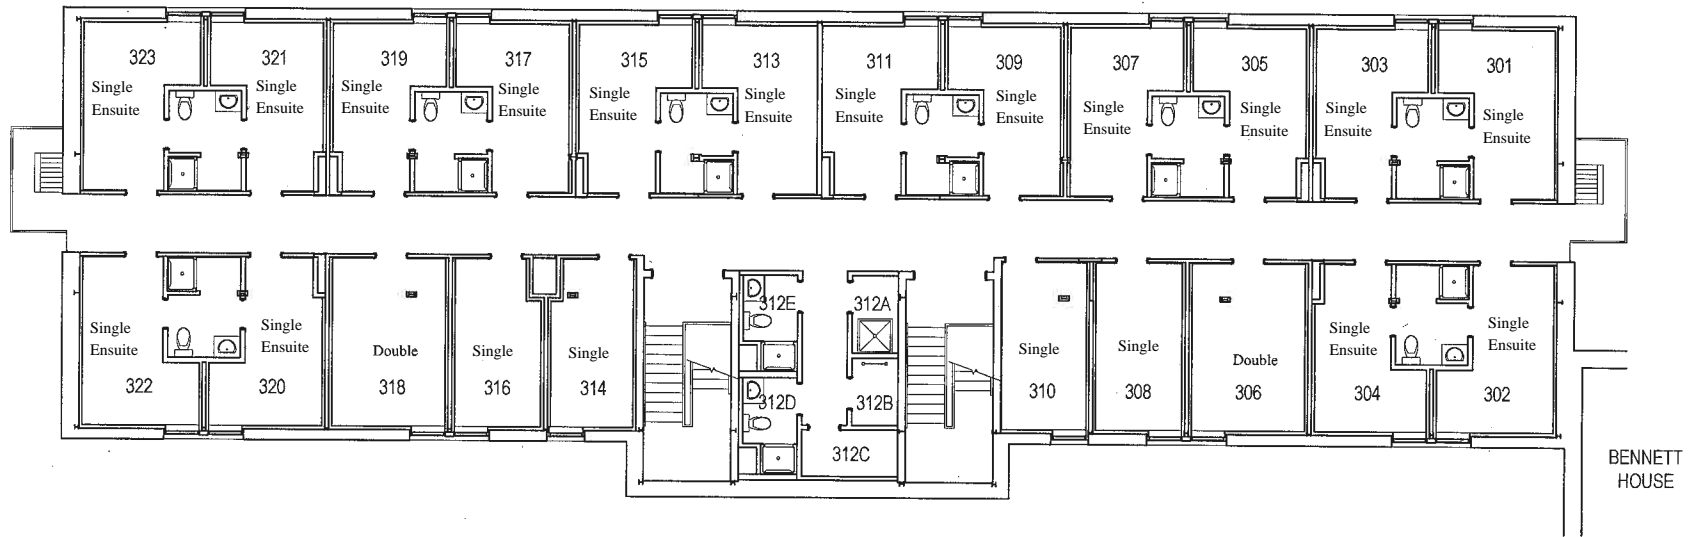 323
Single
Ensuite
321
Single
Ensuite
319
Single
Ensuite
317
Single
Ensuite
315
Single
Ensuite
313
Single
Ensuite
311
Single
Ensuite
309
Single
Ensuite
307
Single
Ensuite
305
Single
Ensuite
303
Single
Ensuite
301
Single
Ensuite
Single
Ensuite
322
Single
Ensuite
320
Double
318
Single
316
Single
314
312E
312A
312D
312B
312C
Single
310
Single
308
Double
306
Single
Ensuite
304
Single
Ensuite
302
BENNETT
HOUSE